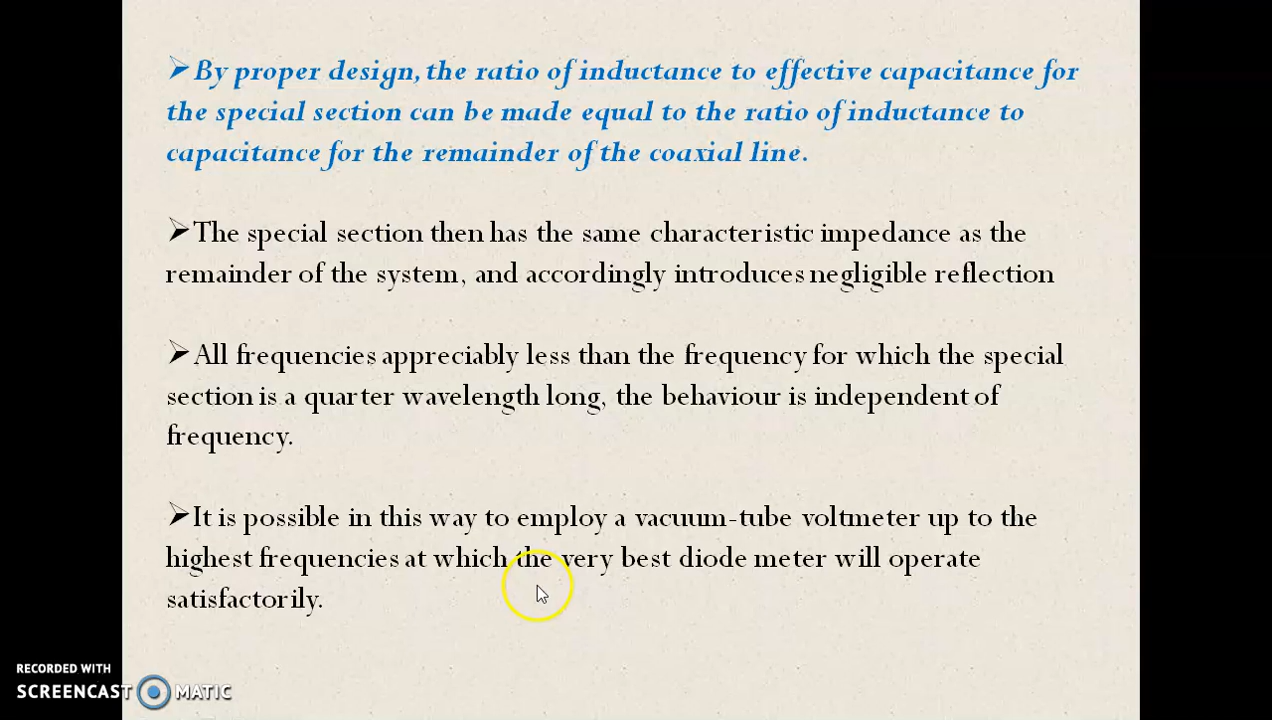 ➤By proper design, the ratio of inductance to effective capacitance for
the special section can be made equal to the ratio of inductance to
capacitance for the remainder of the coaxial line.
➤The special section then has the same characteristic impedance as the
remainder of the system, and accordingly introduces negligible reflection
➤All frequencies appreciably less than the frequency for which the special
section is a quarter wavelength long, the behaviour is independent of
frequency.
➤It is possible in this way to employ a vacuum-tube voltmeter up to the
highest frequencies at which the very best diode meter will operate
satisfactorily.
RECORDED WITH
SCREENCAST MATIC